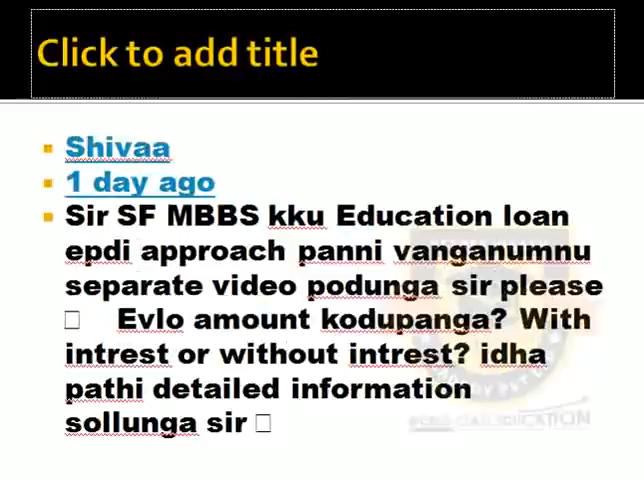 Click to add title
Shivaa
1 day ago
Sir SF MBBS kku Education loan
epdi approach panni vanganumnu
separate video podunga sir please
□ Evlo amount kodupanga? With
intrest or without intrest? idha
pathi detailed information
sollunga sir □